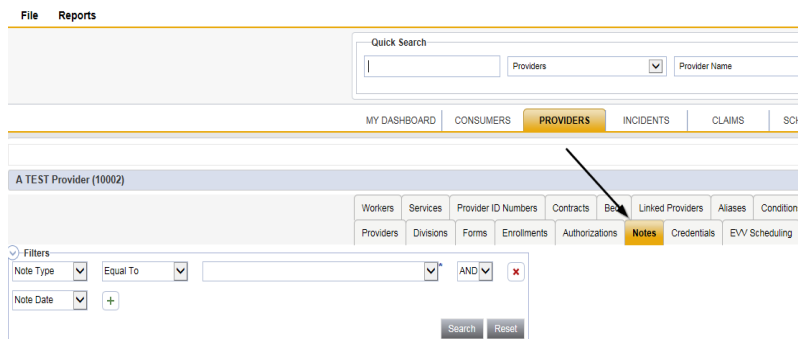 File Reports
Quick Search
Providers Provider Name
MY DASHBOARD CONSUMERS PROVIDERS INCIDENTS CLAIMS SCH
A TEST Provider (10002)
Workers Services Provider ID Numbers Contracts Linked Providers Aliases Condition
Providers Divisions Forms Enrollments Authorizations Notes Credentials EVV Scheduling
Filters
Note Type Equal To * AND
Note Date
Search Reset